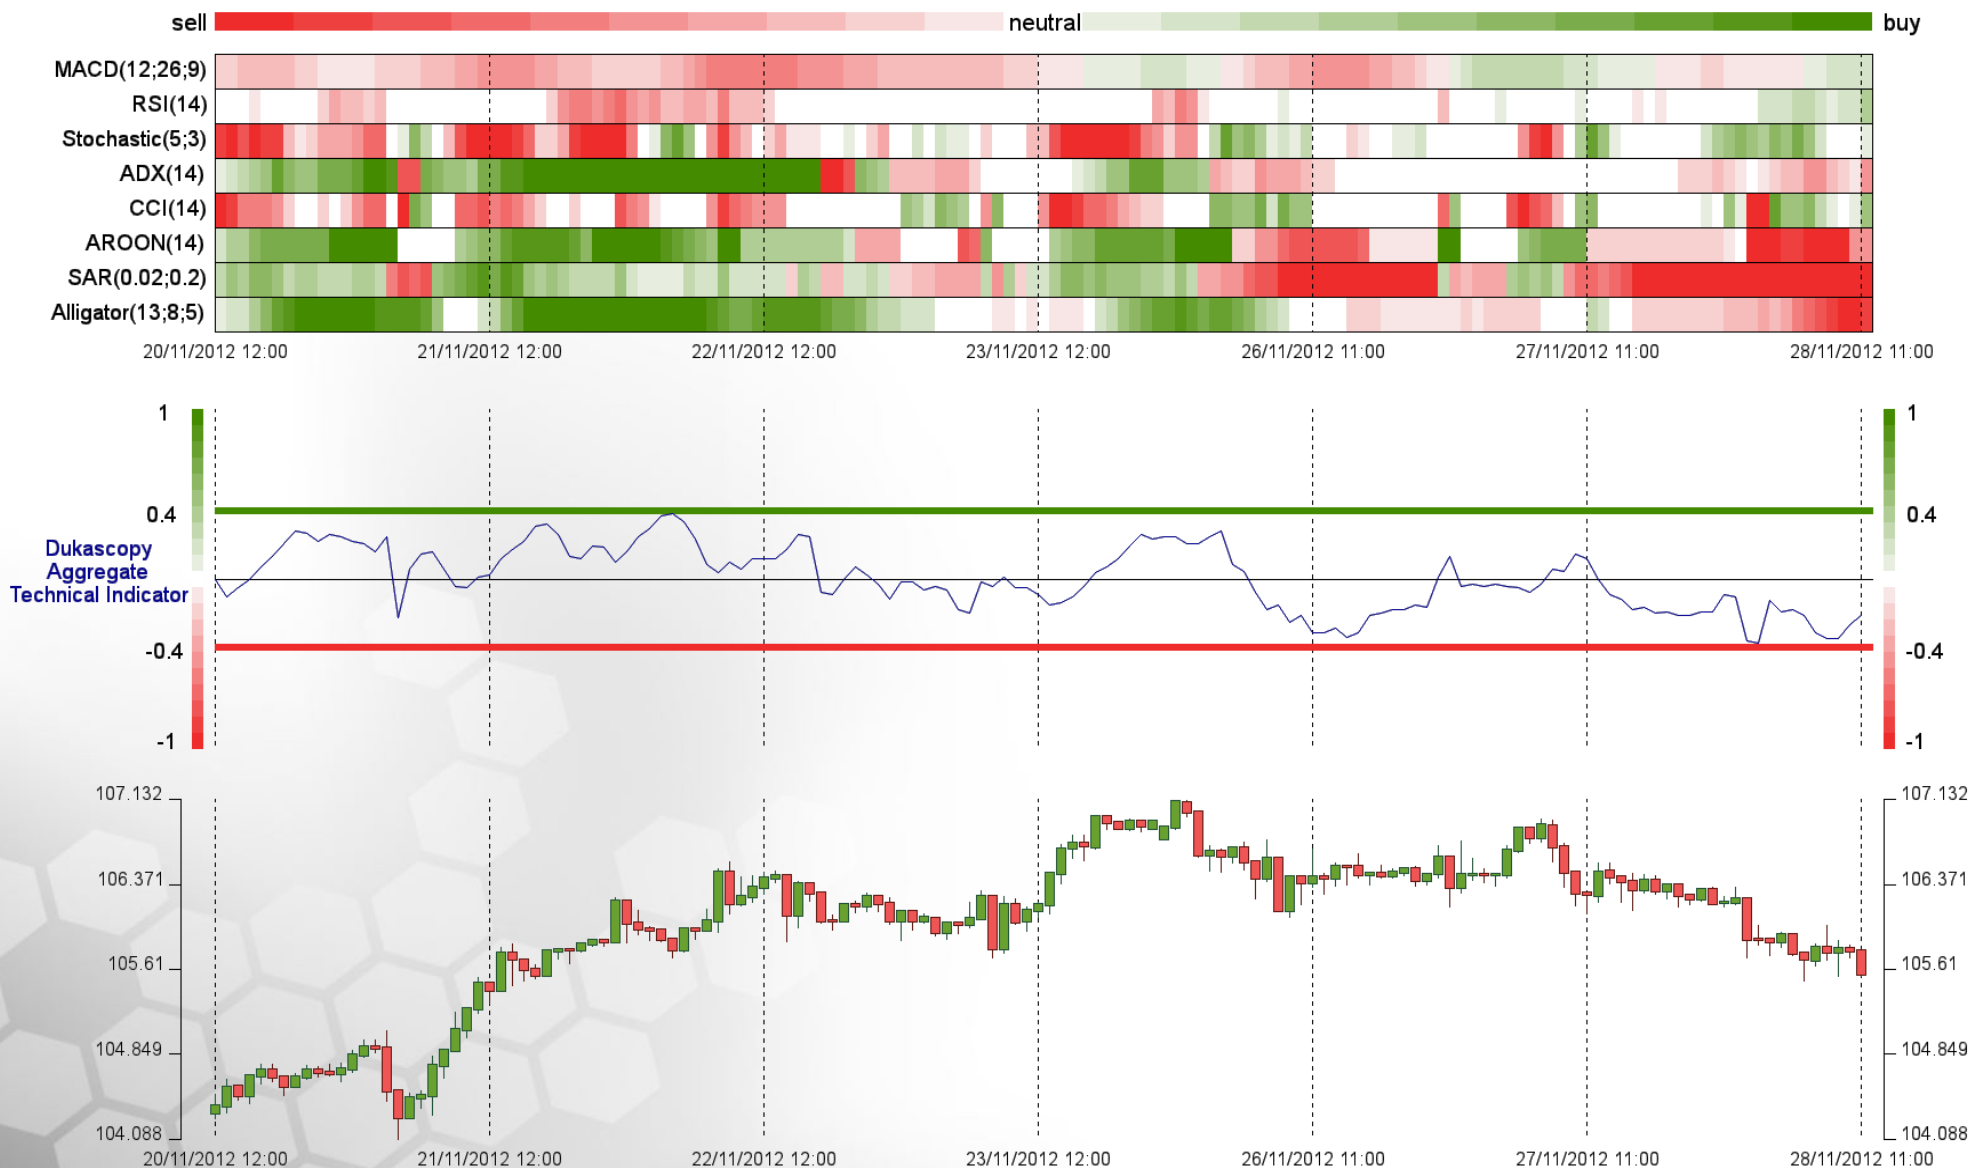 sell neutral buy
MACD(12;26;9)
RSI(14)
Stochastic(5;3)
ADX(14)
CCI(14)
AROON(14)
SAR(0.02;0.2)
Alligator(13;8;5)
20/11/2012 12:00 21/11/2012 12:00 22/11/2012 12:00 23/11/2012 12:00 26/11/2012 11:00 27/11/2012 11:00 28/11/2012 11:00
1 1
0.4 0.4
Dukascopy
Aggregate
Technical Indicator
-0.4 -0.4
-1 -1
107.132 107.132
106.371 106.371
105.61 105.61
104.849 104.849
104.088 104.088
20/11/2012 12:00 21/11/2012 12:00 22/11/2012 12:00 23/11/2012 12:00 26/11/2012 11:00 27/11/2012 11:00 28/11/2012 11:00